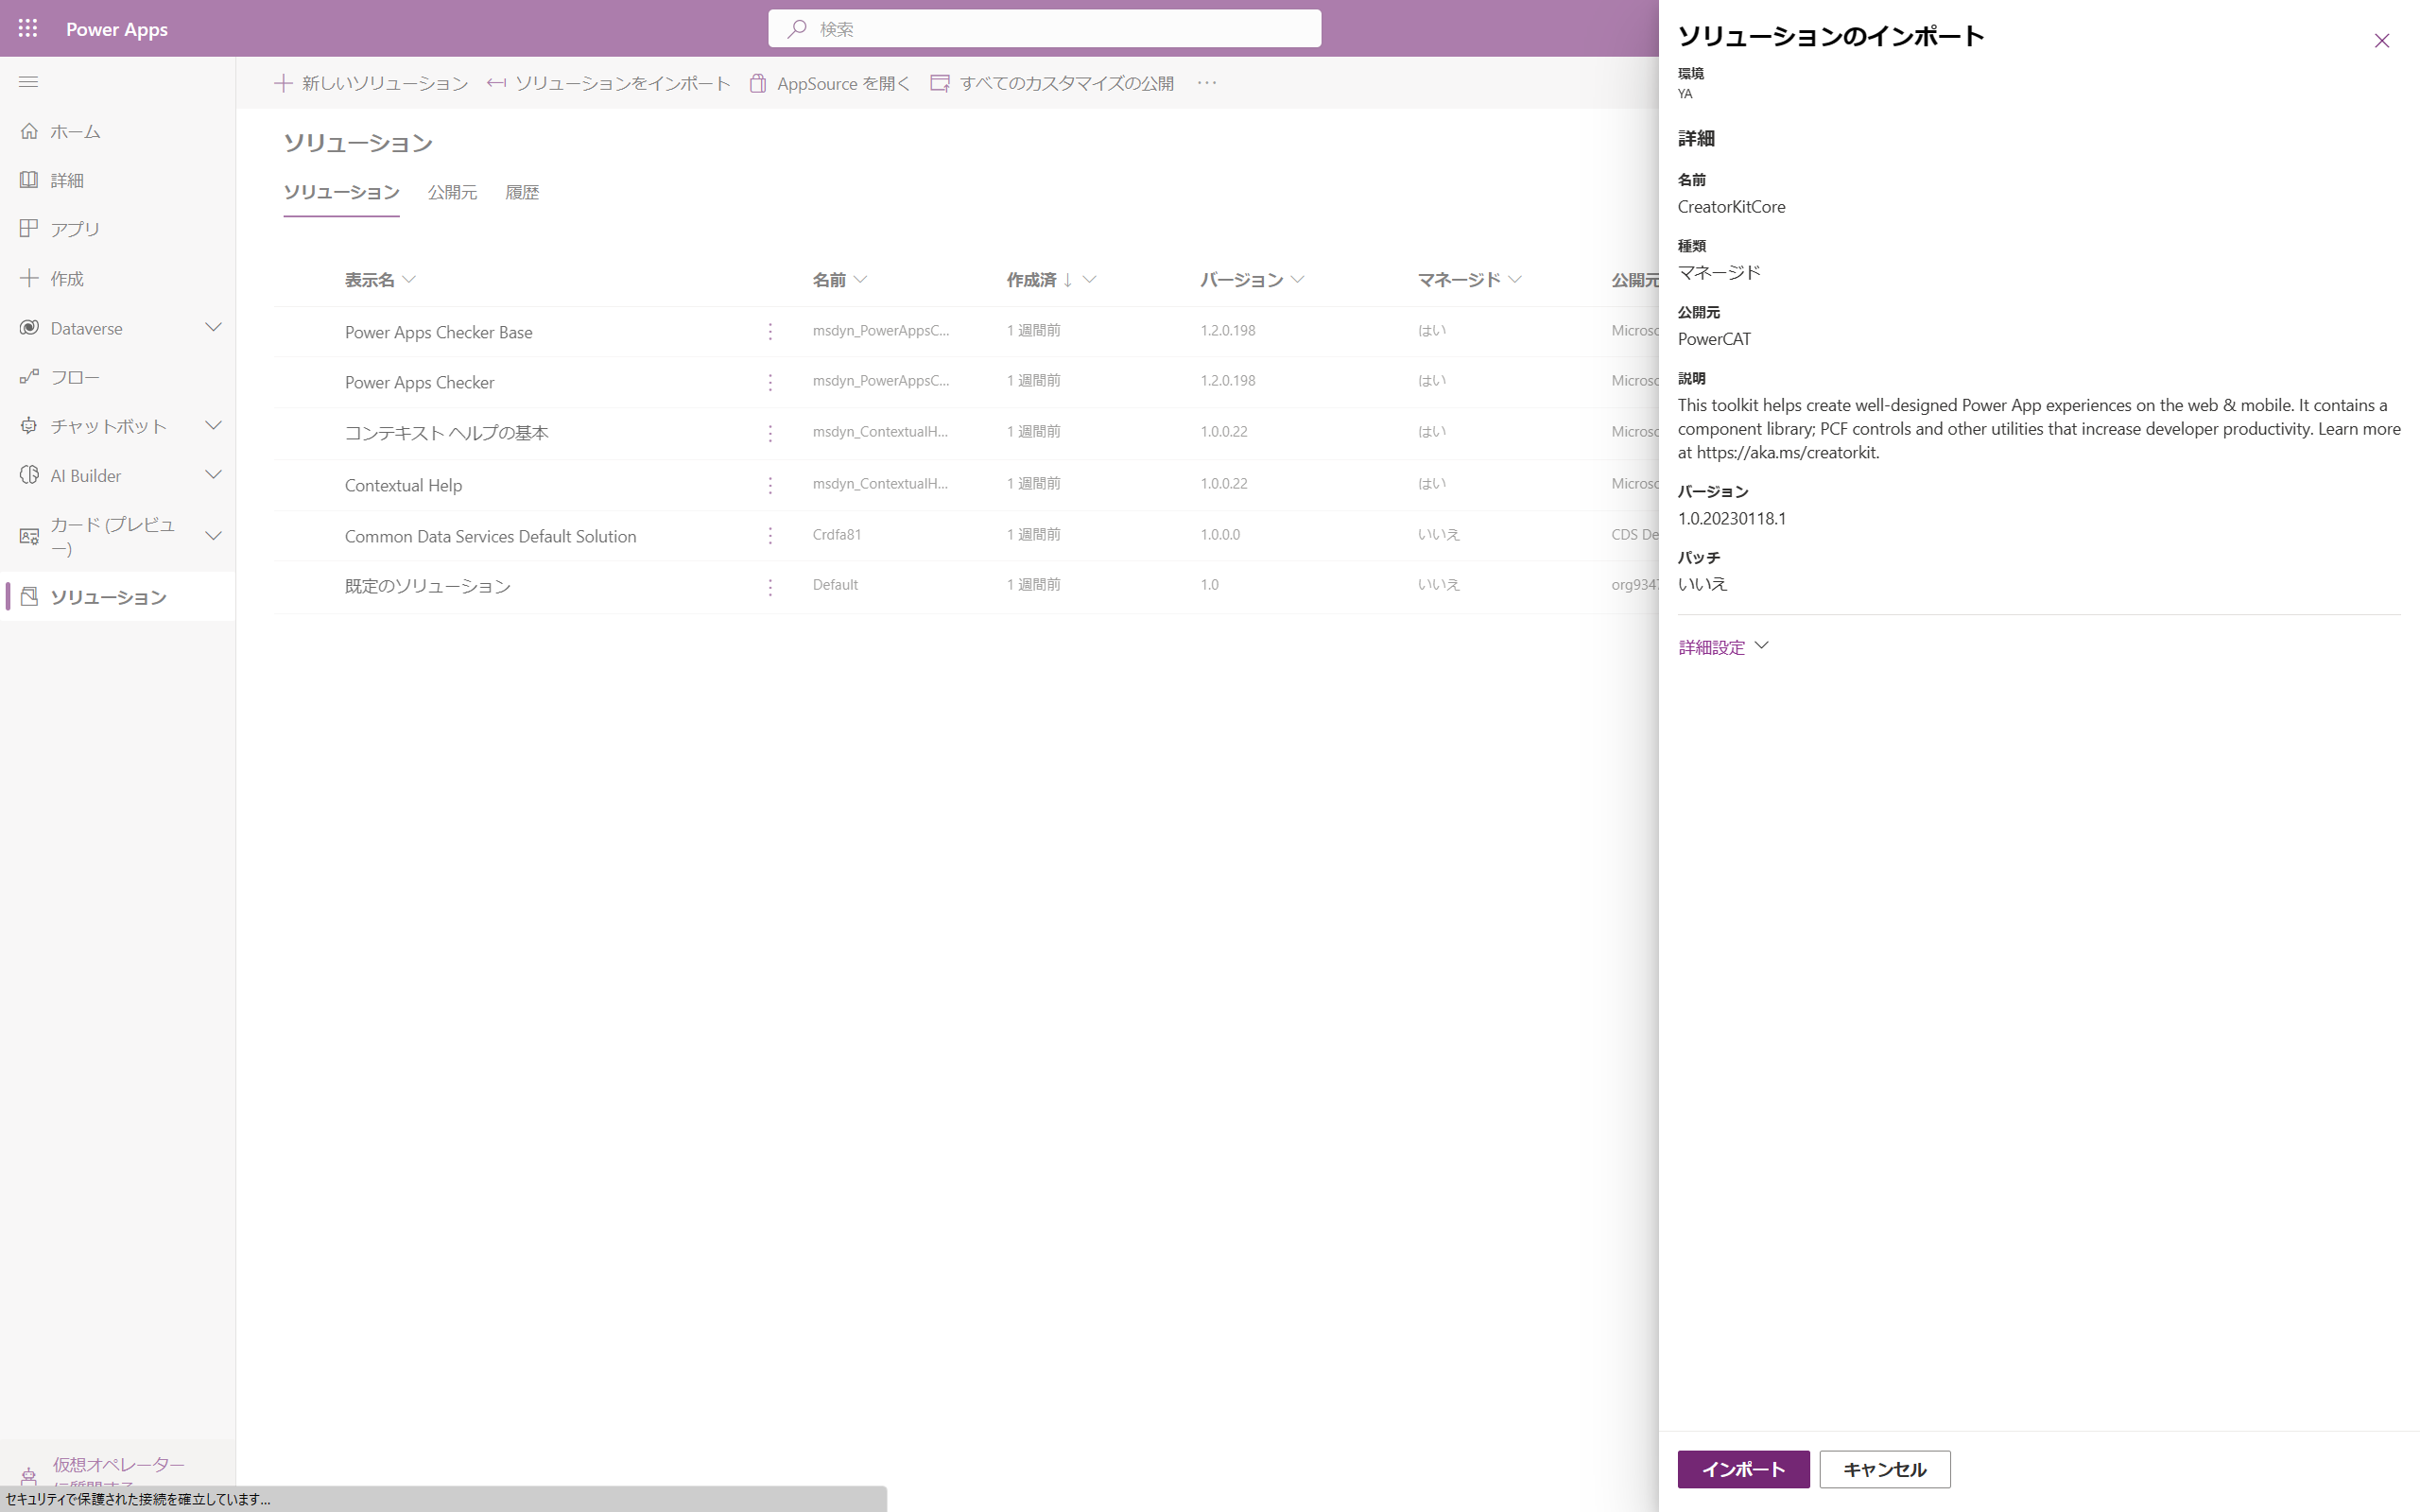 Power Apps
検索
ホーム
詳細
アプリ
作成
Dataverse
フロー
チャットボット
AI Builder
カード (プレビュ
ー)
ソリューション
仮想オペレーター
に質問する
セキュリティで保護された接続を確立しています...
新しいソリューション
ソリューションをインポート
AppSource を開く
すべてのカスタマイズの公開
ソリューション
ソリューション 公開元 履歴
表示名 名前 作成済 バージョン マネージド 公開元
Power Apps Checker Base msdyn_PowerAppsC... 1 週間前 1.2.0.198 はい Microsc
Power Apps Checker msdyn_PowerAppsC... 1 週間前 1.2.0.198 はい Microsc
コンテキスト ヘルプの基本 msdyn_ContextualH... 1 週間前 1.0.0.22 はい Microsc
Contextual Help msdyn_ContextualH... 1 週間前 1.0.0.22 はい Microsc
Common Data Services Default Solution Crdfa81 1 週間前 1.0.0.0 いいえ CDS De
既定のソリューション Default 1 週間前 1.0 いいえ org934
ソリューションのインポート
環境
YA
詳細
名前
CreatorKitCore
種類
マネージド
公開元
PowerCAT
説明
This toolkit helps create well-designed Power App experiences on the web & mobile. It contains a
component library; PCF controls and other utilities that increase developer productivity. Learn more
at https://aka.ms/creatorkit.
バージョン
1.0.20230118.1
パッチ
いいえ
詳細設定
インポート
キャンセル